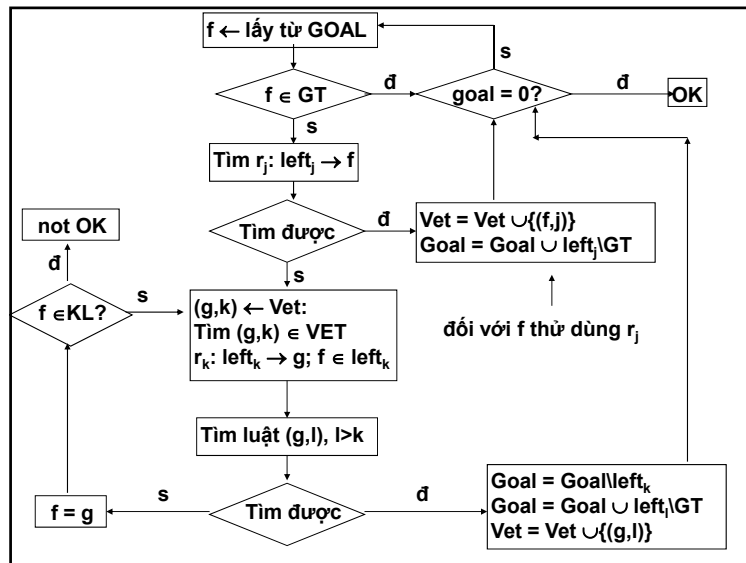 f ← lấy từ GOAL
s
f ∈ GT
đ
goal = 0?
đ
OK
s
Tìm rj: leftj → f
not OK
Tìm được
đ
Vet = Vet ∪{(f,j)}
Goal = Goal ∪ leftj\GT
đ
s
f ∈KL?
s
(g,k) ← Vet:
Tìm (g,k) ∈ VET
rk: leftk → g; f ∈ leftk
đối với f thử dùng rj
Tìm luật (g,l), l>k
f = g
s
Tìm được
đ
Goal = Goal\leftk
Goal = Goal ∪ leftl\GT
Vet = Vet ∪{(g,l)}